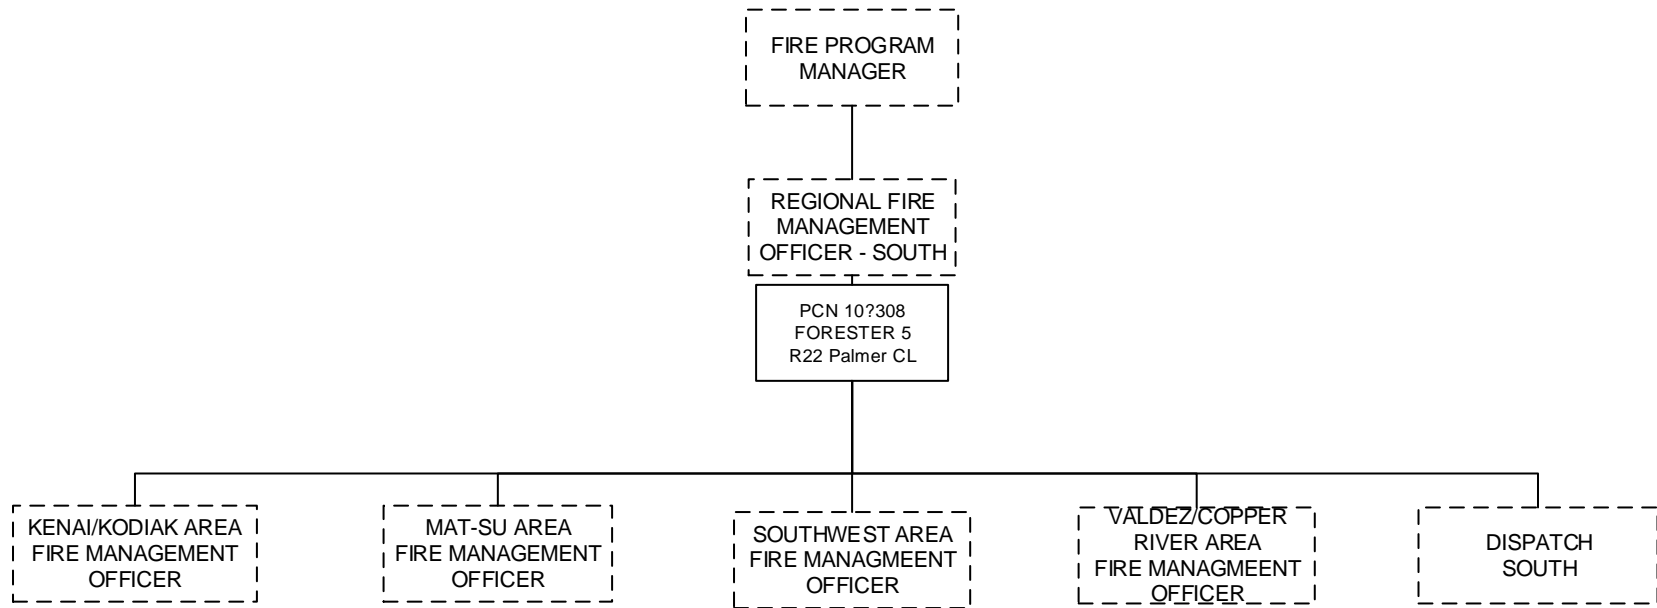 FIRE PROGRAM
MANAGER
REGIONAL FIRE
MANAGEMENT
OFFICER - SOUTH
PCN 10?308
FORESTER 5
R22 Palmer CL
KENAI/KODIAK AREA
FIRE MANAGEMENT
OFFICER
MAT-SU AREA
FIRE MANAGEMENT
OFFICER
SOUTHWEST AREA
FIRE MANAGMEENT
OFFICER
VALDEZ/COPPER
RIVER AREA
FIRE MANAGMEENT
OFFICER
DISPATCH
SOUTH